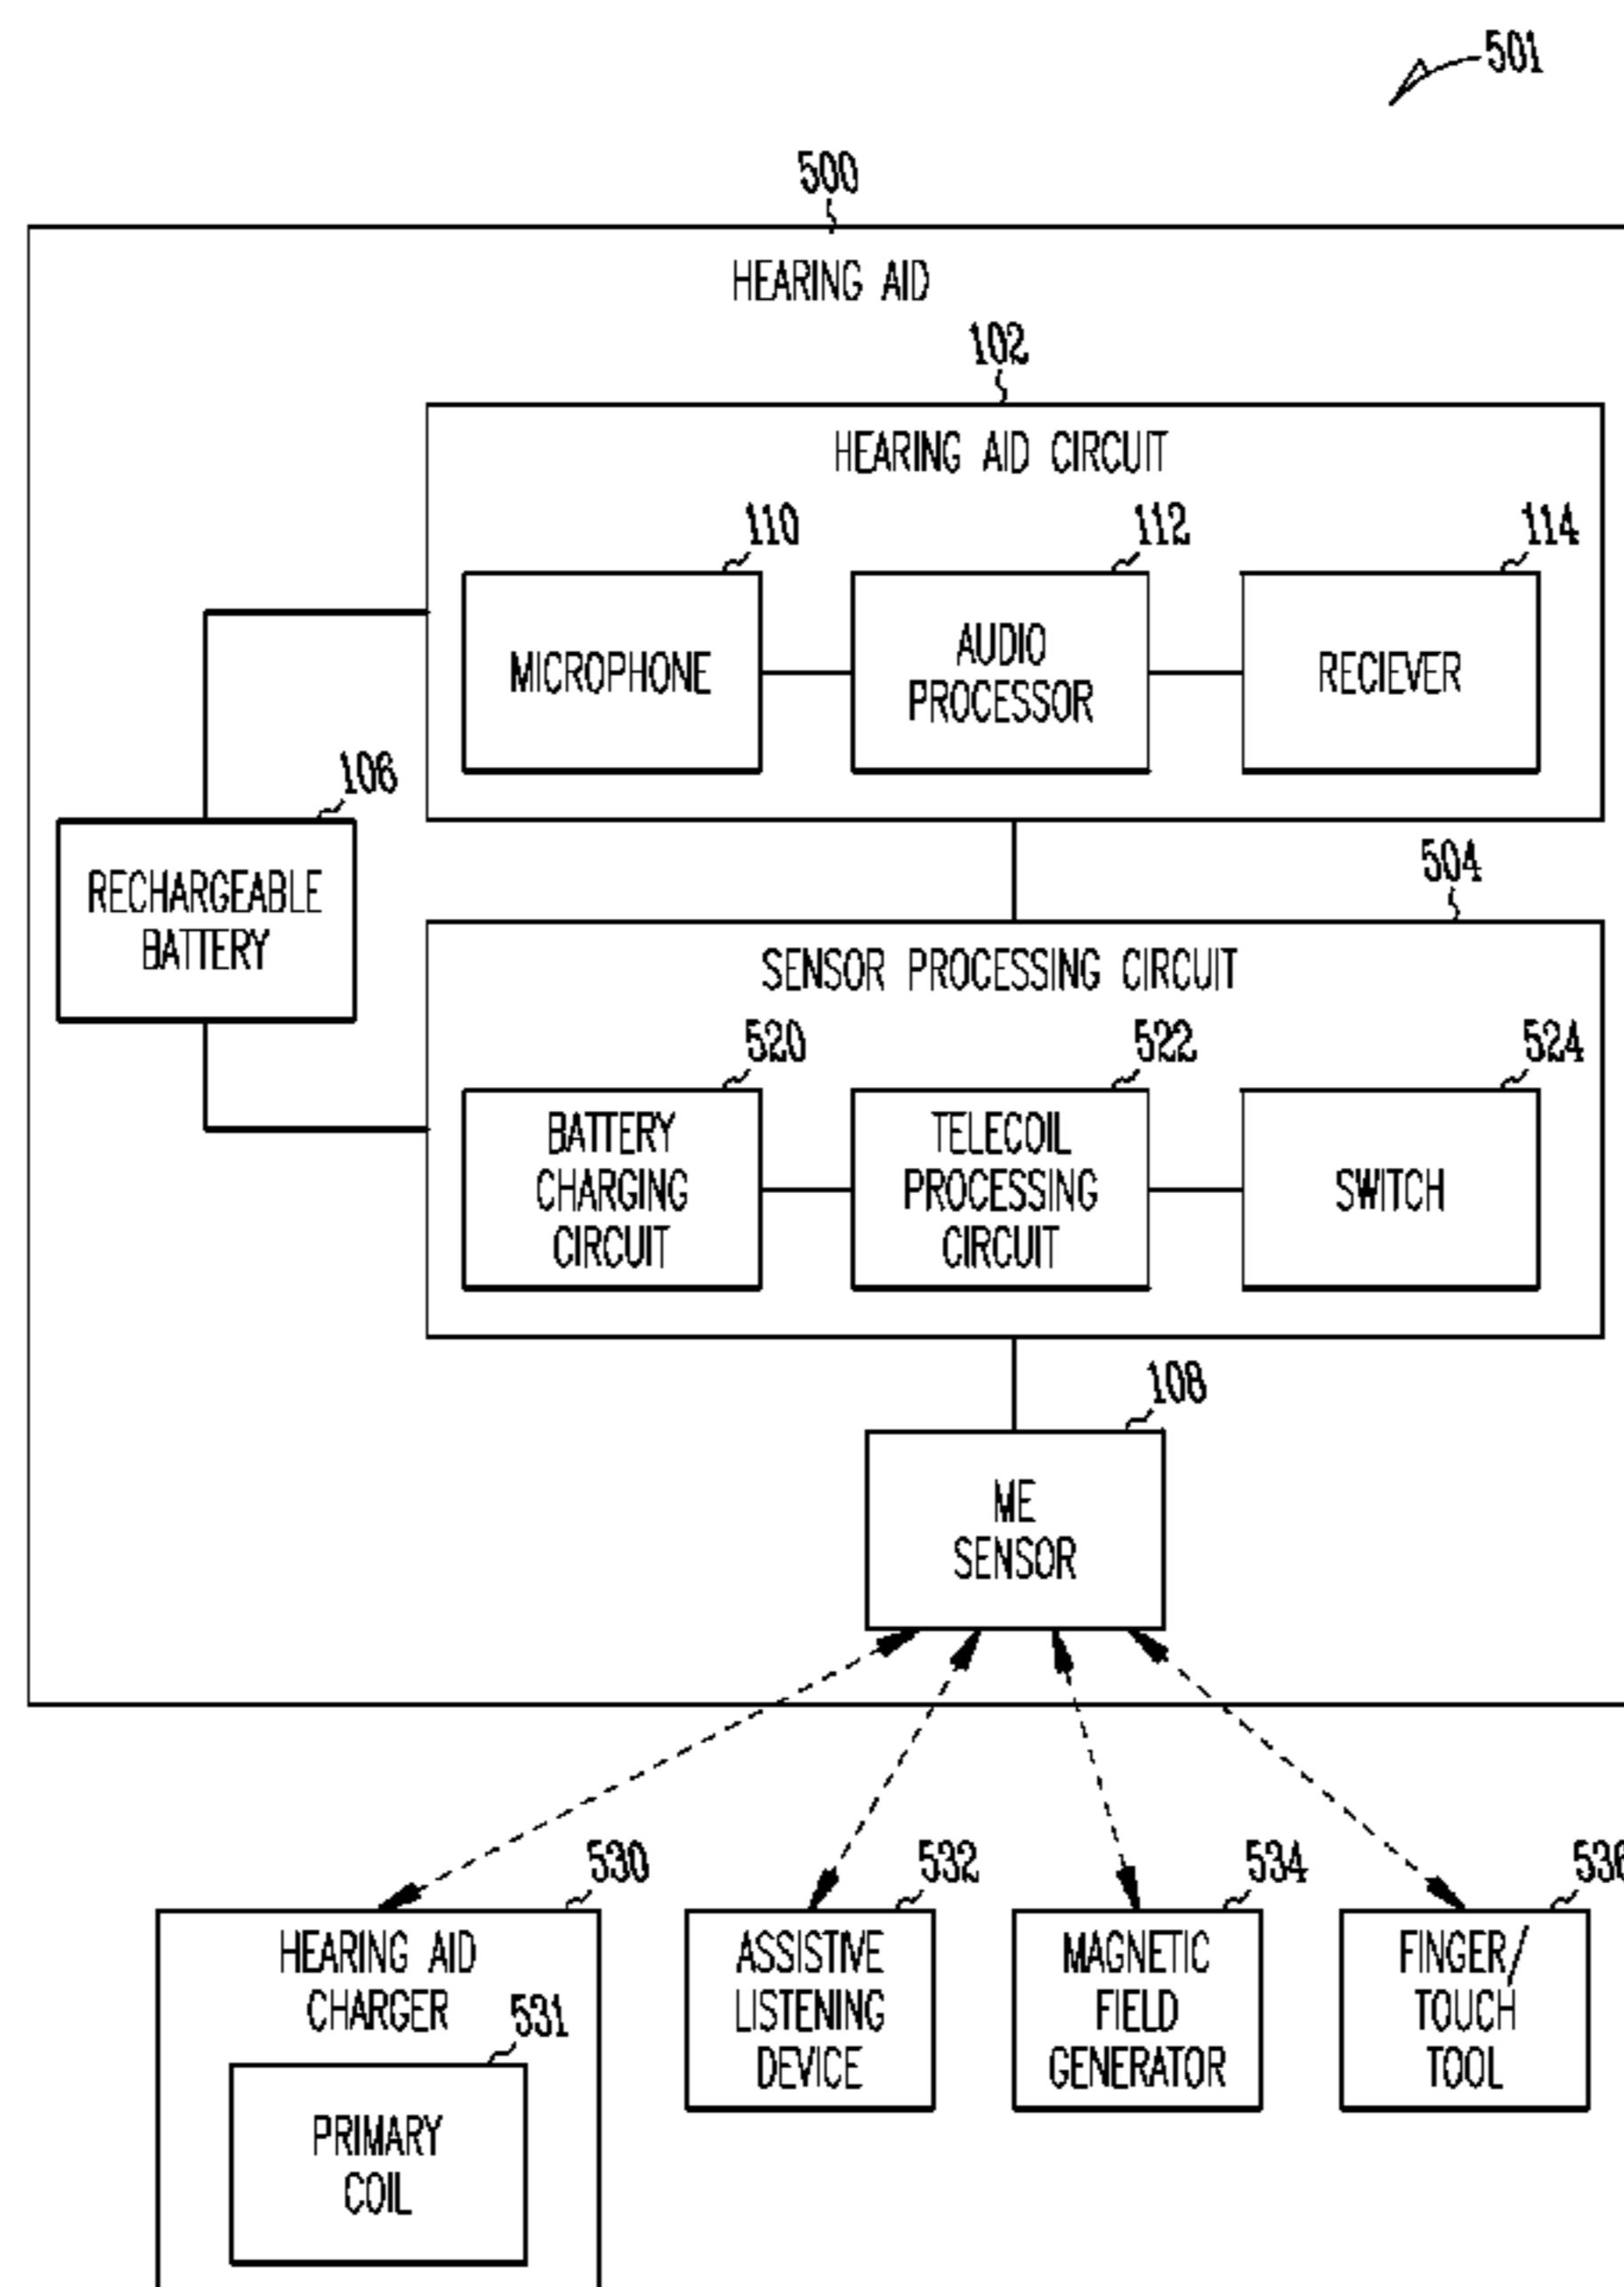 501
500
HEARING AID
102
HEARING AID CIRCUIT
110
112
114
MICROPHONE
AUDIO
PROCESSOR
RECIEVER
106
RECHARGEABLE
BATTERY
504
SENSOR PROCESSING CIRCUIT
520
522
524
BATTERY
CHARGING
CIRCUIT
TELECOIL
PROCESSING
CIRCUIT
SWITCH
108
ME
SENSOR
530
532
534
536
HEARING AID
CHARGER
531
PRIMARY
COIL
ASSISTIVE
LISTENING
DEVICE
MAGNETIC
FIELD
GENERATOR
FINGER/
TOUCH
TOOL